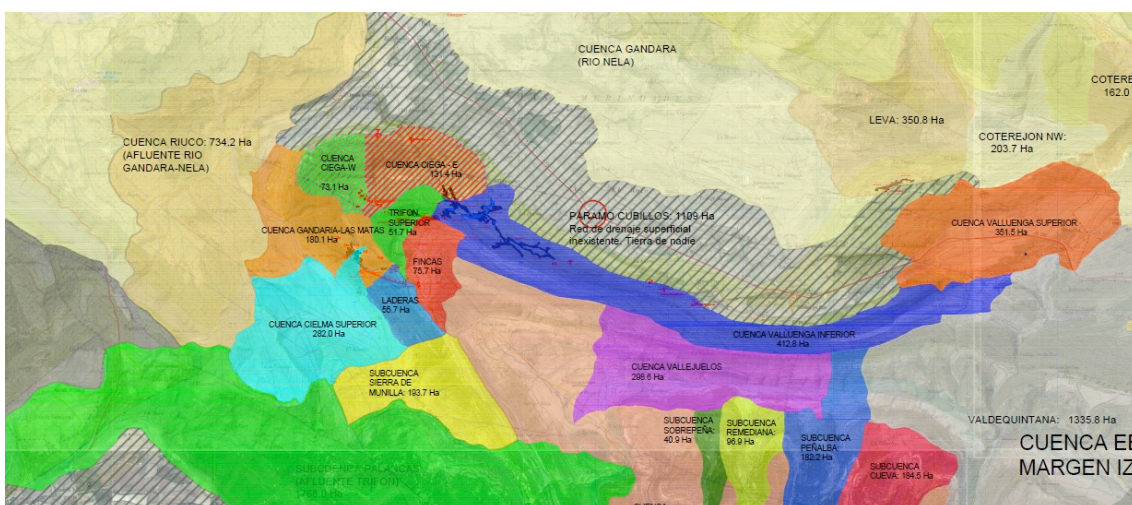 CUENCA GANDARA
(RIO NELA)
COTERE
162.0
LEVA: 350.8 Ha
COTEREJON NW:
203.7 Ha
CUENCA RIUCO: 734.2 Ha
(AFLUENTE RIO
GANDARA-NELA)
CUENCA
CIEGA-W
73.1 Ha
CUENCA CIEGA - E
131.4 Ha
TRIFON
SUPERIOR
51.7 Ha
PARAMO CUBILLOS: 1109 Ha
Red de drenaje superficial
inexistente. Tierra de nadie
CUENCA VALLUENGA SUPERIOR
351.5 Ha
CUENCA GANDARIA-LAS MATAS
180.1 Ha
FINCAS
75.7 Ha
LADERAS
55.7 Ha
CUENCA CIELMA SUPERIOR
282.0 Ha
CUENCA VALLUENGA INFERIOR
412.8 Ha
CUENCA VALLEJUELOS
298.6 Ha
SUBCUENCA
SIERRA DE
MUNILLA: 193.7 Ha
SUBCUENCA
SOBREPEÑA:
40.9 Ha
SUBCUENCA
REMEDIANA:
96.9 Ha
SUBCUENCA
PEÑALBA:
182.2 Ha
SUBCUENCA
CUEVA: 184.5 Ha
VALDEQUINTANA: 1335.8 Ha
CUENCA EB
MARGEN IZ
SUBCUENCA PALANCAS
(AFLUENTE TRIFON)
1768.0 Ha
CUENCA